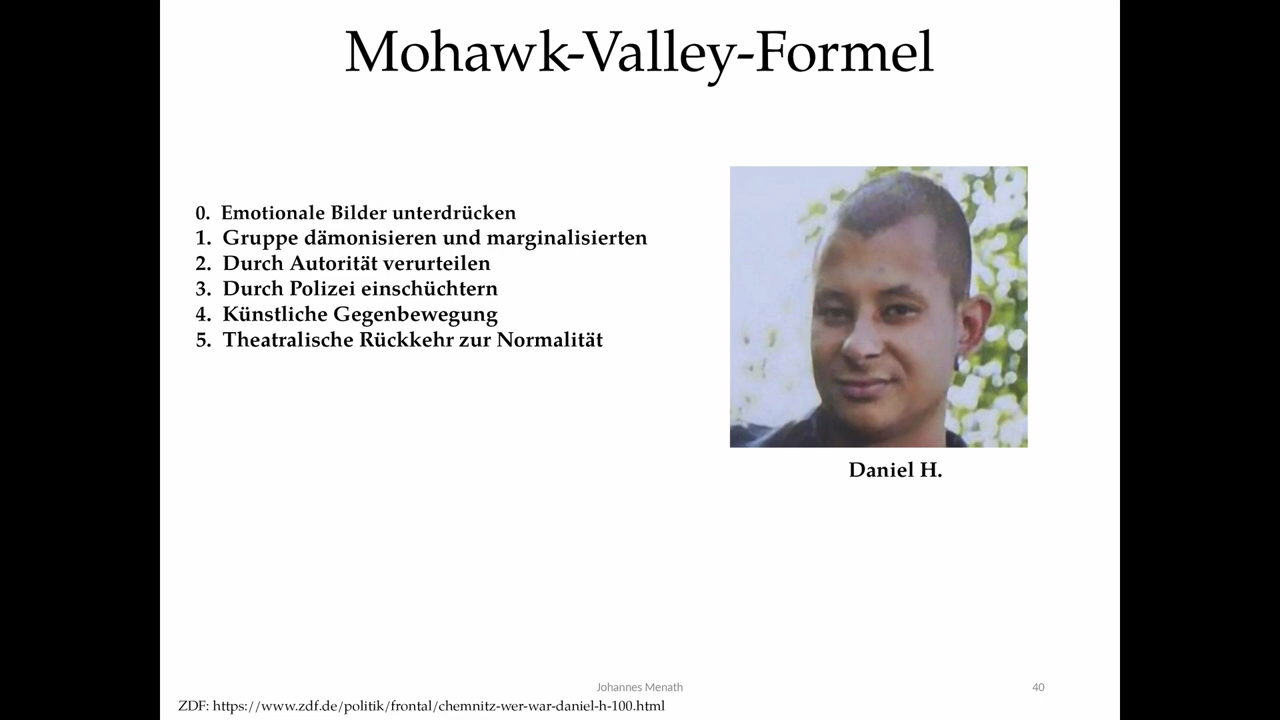 Mohawk-Valley-Formel
0. Emotionale Bilder unterdrücken
1. Gruppe dämonisieren und marginalisierten
2. Durch Autorität verurteilen
3. Durch Polizei einschüchtern
4. Künstliche Gegenbewegung
5. Theatralische Rückkehr zur Normalität
Daniel H.
Johannes Menath
40
ZDF: https://www.zdf.de/politik/frontal/chemnitz-wer-war-daniel-h-100.html